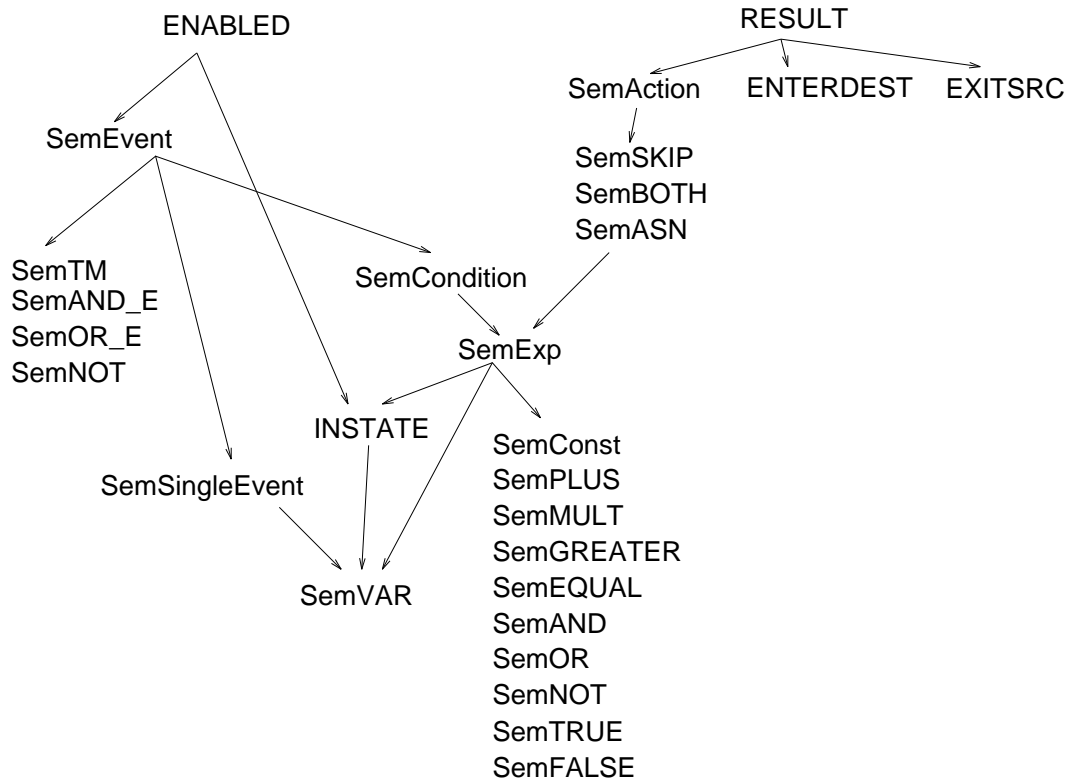 ENABLED
RESULT
SemAction
ENTERDEST
EXITSRC
SemEvent
SemSKIP
SemBOTH
SemASN
SemTM
SemAND_E
SemOR_E
SemNOT
SemCondition
SemExp
INSTATE
SemSingleEvent
SemVAR
SemConst
SemPLUS
SemMULT
SemGREATER
SemEQUAL
SemAND
SemOR
SemNOT
SemTRUE
SemFALSE